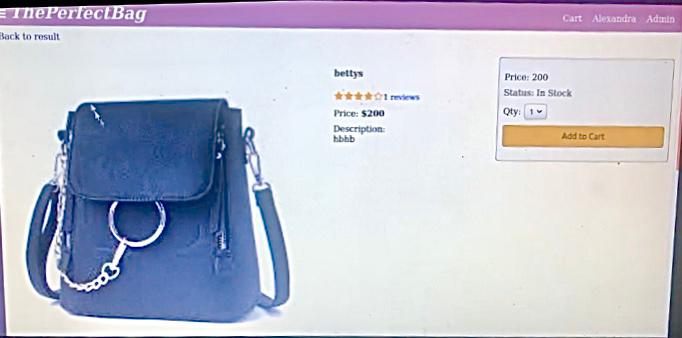 ≡ ThePerfectBag
Cart Alexandra Admin
Back to result
bettys
1 reviews
Price: $200
Description:
hbhb
Price: 200
Status: In Stock
Qty: 1
Add to Cart